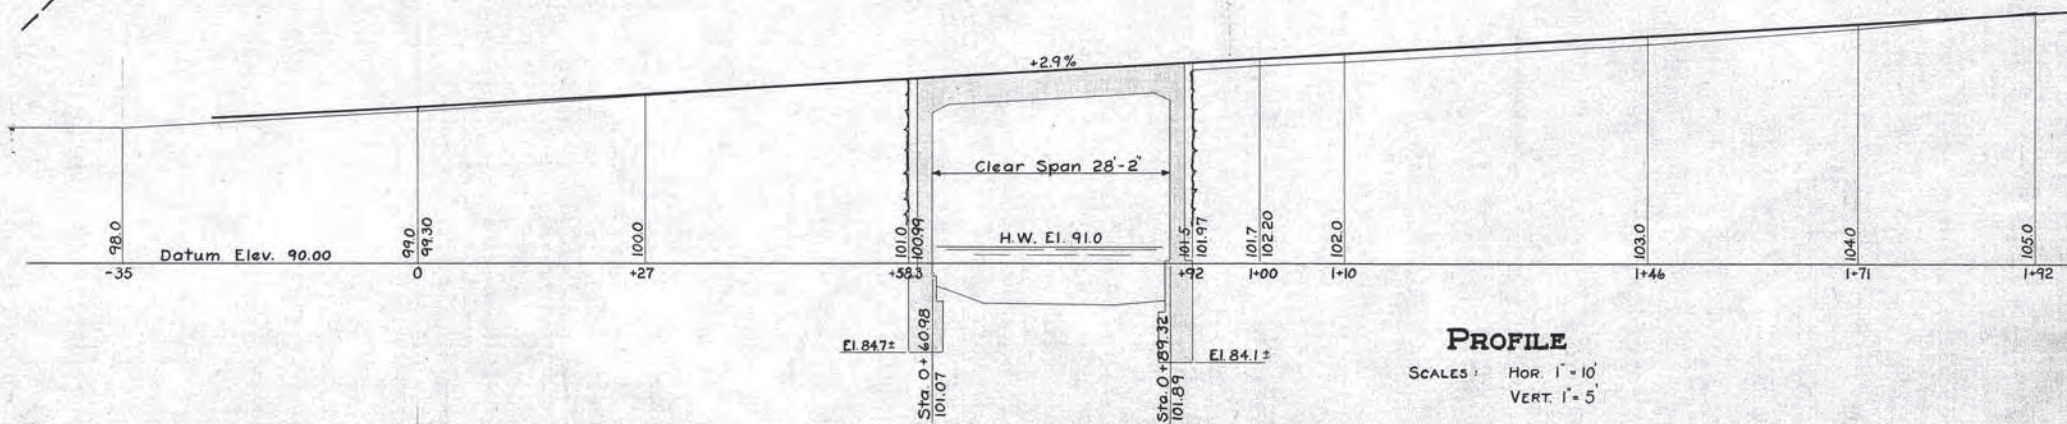 +2.9%
Clear Span 28'-2"
H.W. El. 91.0
Datum Elev. 90.00
98.0
99.0
99.30
100.0
101.0
100.99
101.5
101.97
101.7
102.20
102.0
103.0
104.0
105.0
-35
0
+27
+58.3
+92
1+00
1+10
1+46
1+71
1+92
El. 84.7±
Sta. 0+60.98
101.07
Sta. 0+89.32
101.89
El. 84.1±
PROFILE
SCALES: HOR. 1"=10'
VERT. 1"=5'